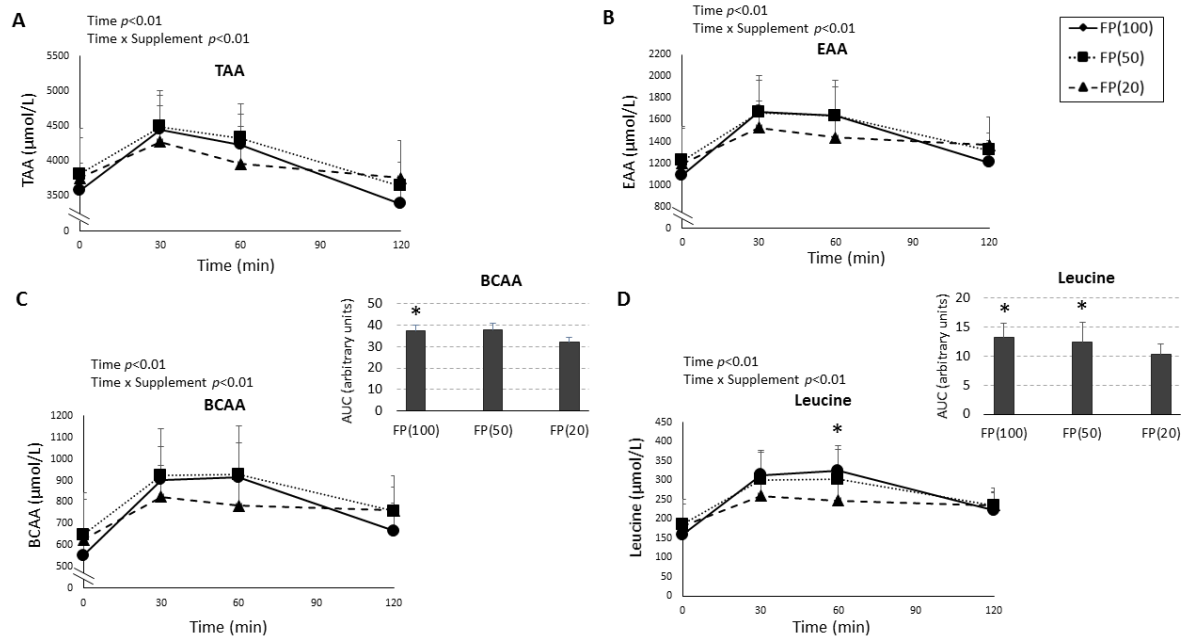 A
Time p<0.01
Time x Supplement p<0.01
TAA
TAA (µmol/L)
5500
5000
4500
4000
3500
0
0 30 60 90 120
Time (min)
B
Time p<0.01
Time x Supplement p<0.01
EAA
EAA (µmol/L)
2200
2000
1800
1600
1400
1200
1000
800
0
0 30 60 90 120
Time (min)
FP(100)
FP(50)
FP(20)
C
Time p<0.01
Time x Supplement p<0.01
BCAA
BCAA (µmol/L)
1200
1100
1000
900
800
700
600
500
0
0 30 60 90 120
Time (min)
BCAA
AUC (arbitrary units)
50
40
30
20
10
0
*
FP(100) FP(50) FP(20)
D
Time p<0.01
Time x Supplement p<0.01
Leucine
Leucine (µmol/L)
450
400
350
300
250
200
150
100
50
0
*
0 30 60 90 120
Time (min)
Leucine
AUC (arbitrary units)
20
15
10
5
0
* *
FP(100) FP(50) FP(20)